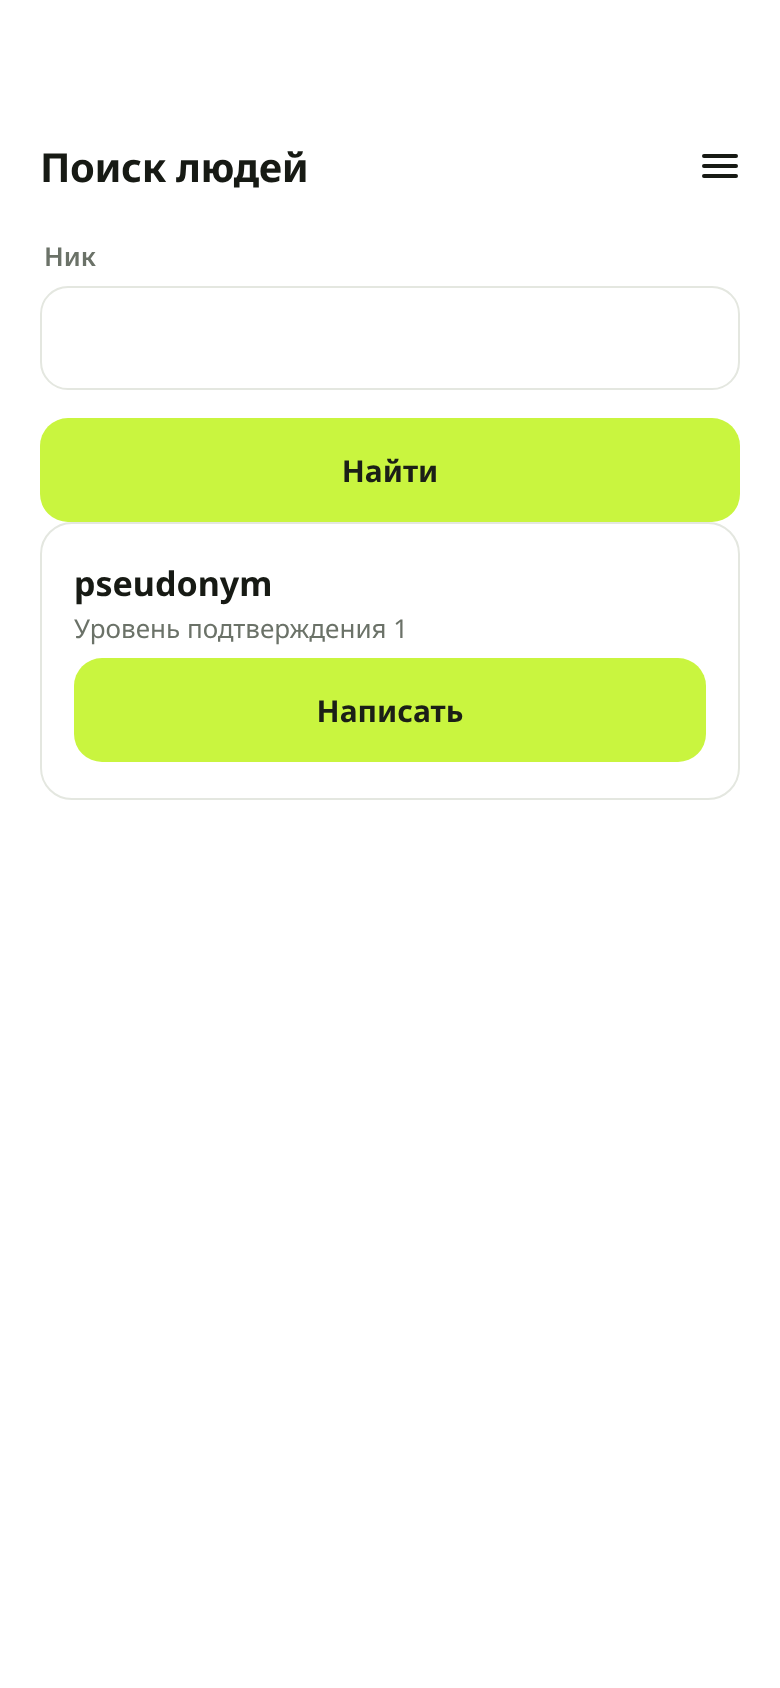 Поиск людей
Ник
Найти
pseudonym
Уровень подтверждения 1
Написать